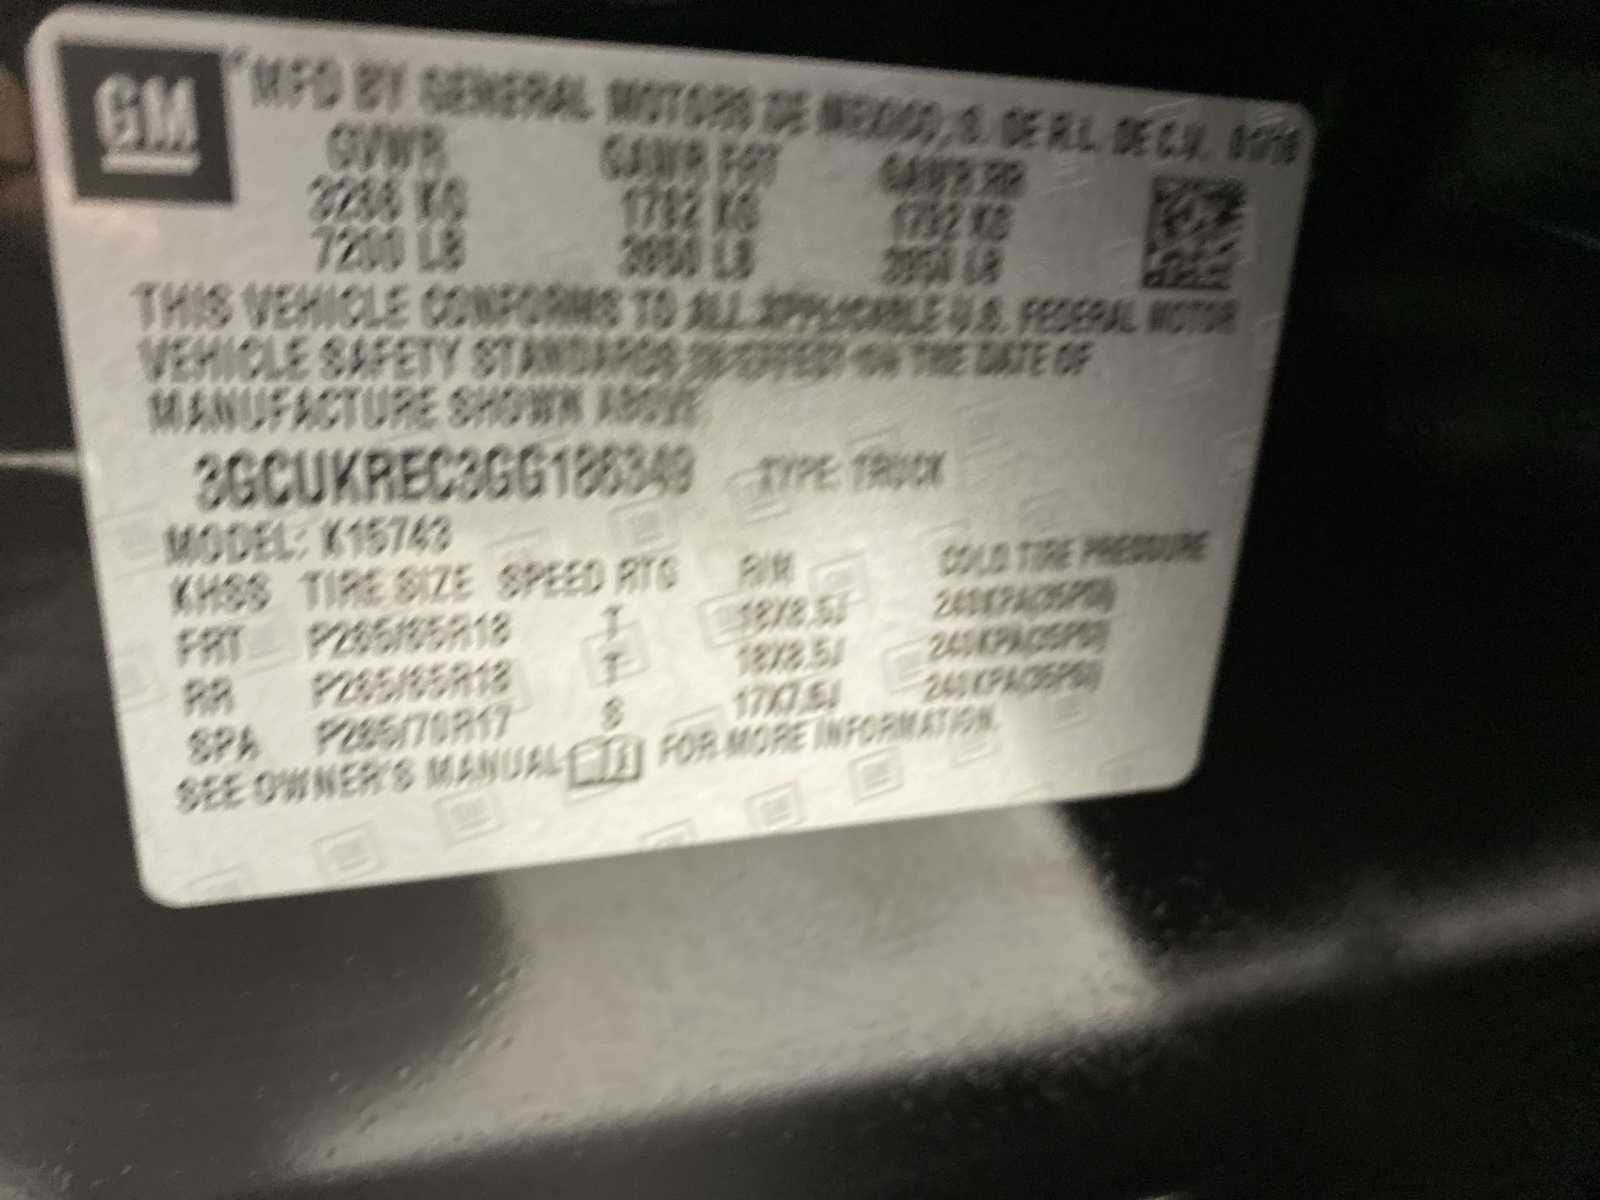 GM
MFD BY GENERAL MOTORS DE MEXICO, S. DE R.L. DE C.V.
GVWR GAWR FRT GAWR RR
KG 1792 KG 1792 KG
7200 LB 3950 LB 3950 LB
THIS VEHICLE CONFORMS TO ALL APPLICABLE U.S. FEDERAL MOTOR
VEHICLE SAFETY STANDARDS IN EFFECT ON THE DATE OF
MANUFACTURE SHOWN ABOVE.
TYPE: TRUCK
MODEL: K15743
KHSS TIRE SIZE SPEED RTG RIM COLD TIRE PRESSURE
FRT P265/65R18 T 18X8.5J 240KPA(35PSI)
RR P265/65R18 T 18X8.5J 240KPA(35PSI)
SPA P265/70R17 S 17X7.5J 240KPA(35PSI)
SEE OWNER'S MANUAL FOR MORE INFORMATION.